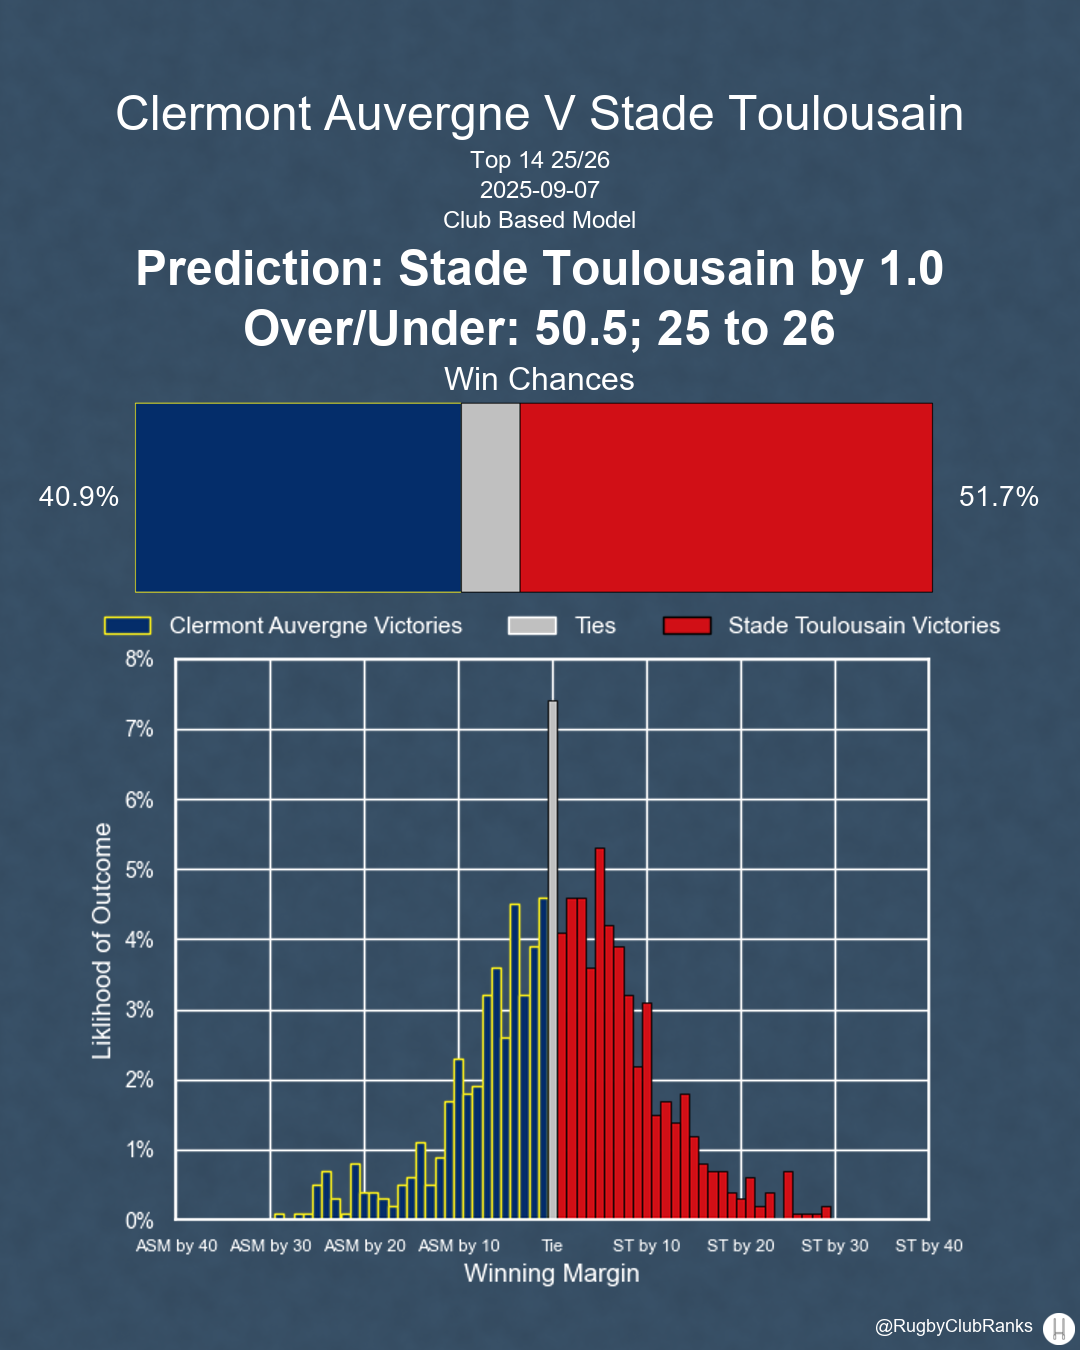 Clermont Auvergne V Stade Toulousain
Top 14 25/26
2025-09-07
Club Based Model
Prediction: Stade Toulousain by 1.0
Over/Under: 50.5; 25 to 26
Win Chances
40.9%
51.7%
Clermont Auvergne Victories
Ties
Stade Toulousain Victories
8%
7%
6%
5%
4%
3%
2%
1%
0%
Liklihood of Outcome
ASM by 40
ASM by 30
ASM by 20
ASM by 10
Tie
ST by 10
ST by 20
ST by 30
ST by 40
Winning Margin
@RugbyClubRanks